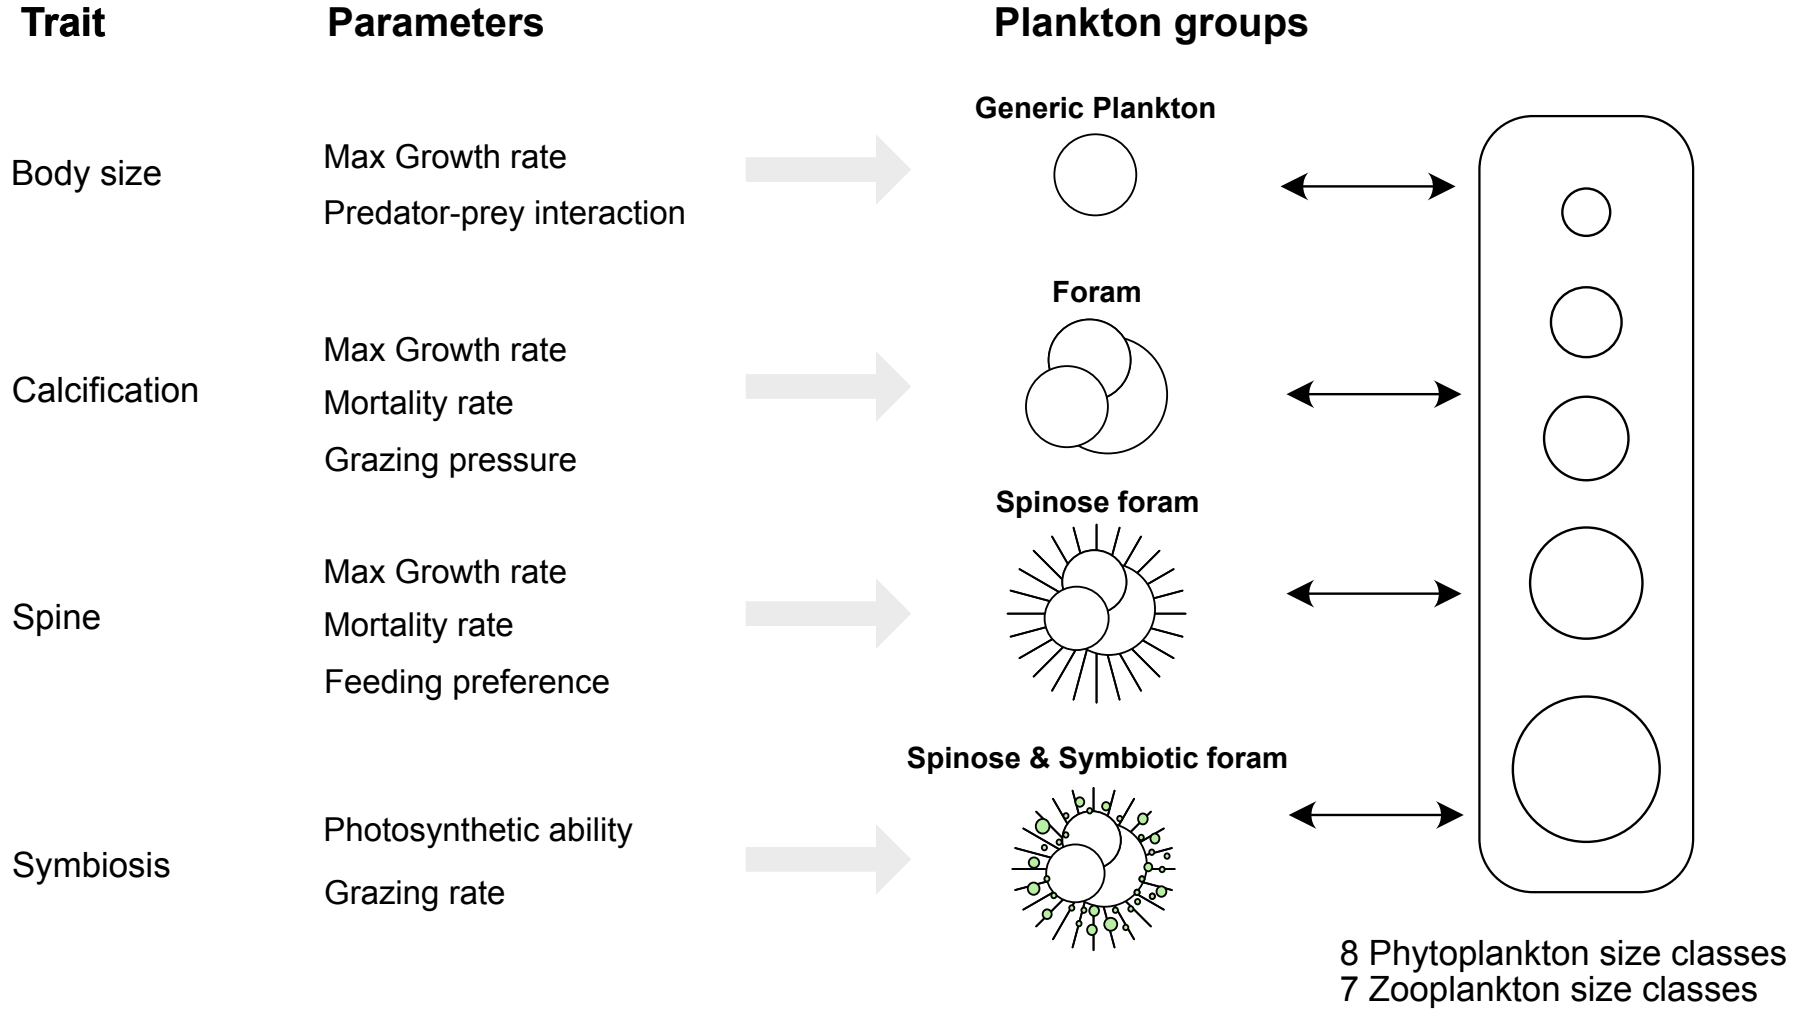 Trait
Parameters
Plankton groups
Generic Plankton
Body size
Max Growth rate
Predator-prey interaction
Foram
Calcification
Max Growth rate
Mortality rate
Grazing pressure
Spinose foram
Spine
Max Growth rate
Mortality rate
Feeding preference
Spinose & Symbiotic foram
Symbiosis
Photosynthetic ability
Grazing rate
8 Phytoplankton size classes
7 Zooplankton size classes